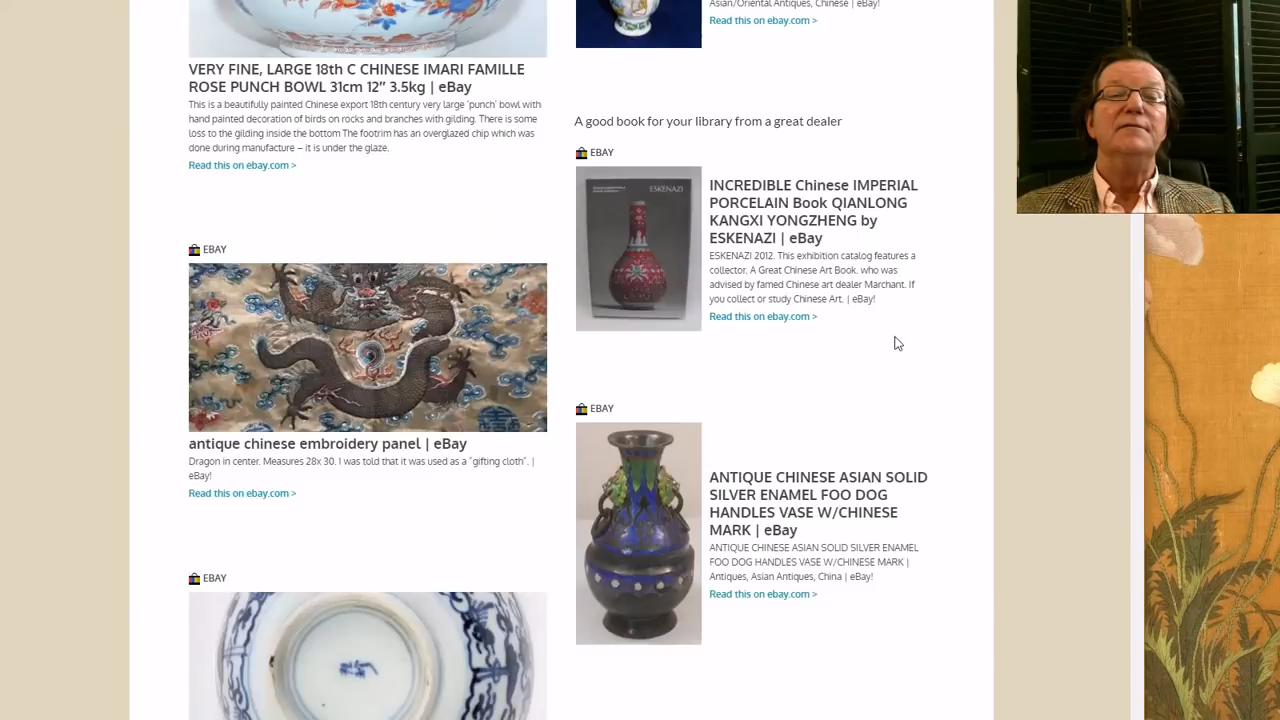 VERY FINE, LARGE 18th C CHINESE IMARI FAMILLE
ROSE PUNCH BOWL 31cm 12″ 3.5kg | eBay
This is a beautifully painted Chinese export 18th century very large ‘punch’ bowl with
hand painted decoration of birds on rocks and branches with gilding. There is some
loss to the gilding inside the bottom The footrim has an overglazed chip which was
done during manufacture – it is under the glaze.
Read this on ebay.com >
EBAY
antique chinese embroidery panel | eBay
Dragon in center. Measures 28x 30. I was told that it was used as a “gifting cloth”. |
eBay!
Read this on ebay.com >
EBAY
Asian/Oriental Antiques, Chinese | eBay!
Read this on ebay.com >
A good book for your library from a great dealer
EBAY
ESKENAZI
INCREDIBLE Chinese IMPERIAL
PORCELAIN Book QIANLONG
KANGXI YONGZHENG by
ESKENAZI | eBay
ESKENAZI 2012. This exhibition catalog features a
collector. A Great Chinese Art Book. who was
advised by famed Chinese art dealer Marchant. If
you collect or study Chinese Art. | eBay!
Read this on ebay.com >
EBAY
ANTIQUE CHINESE ASIAN SOLID
SILVER ENAMEL FOO DOG
HANDLES VASE W/CHINESE
MARK | eBay
ANTIQUE CHINESE ASIAN SOLID SILVER ENAMEL
FOO DOG HANDLES VASE W/CHINESE MARK |
Antiques, Asian Antiques, China | eBay!
Read this on ebay.com >